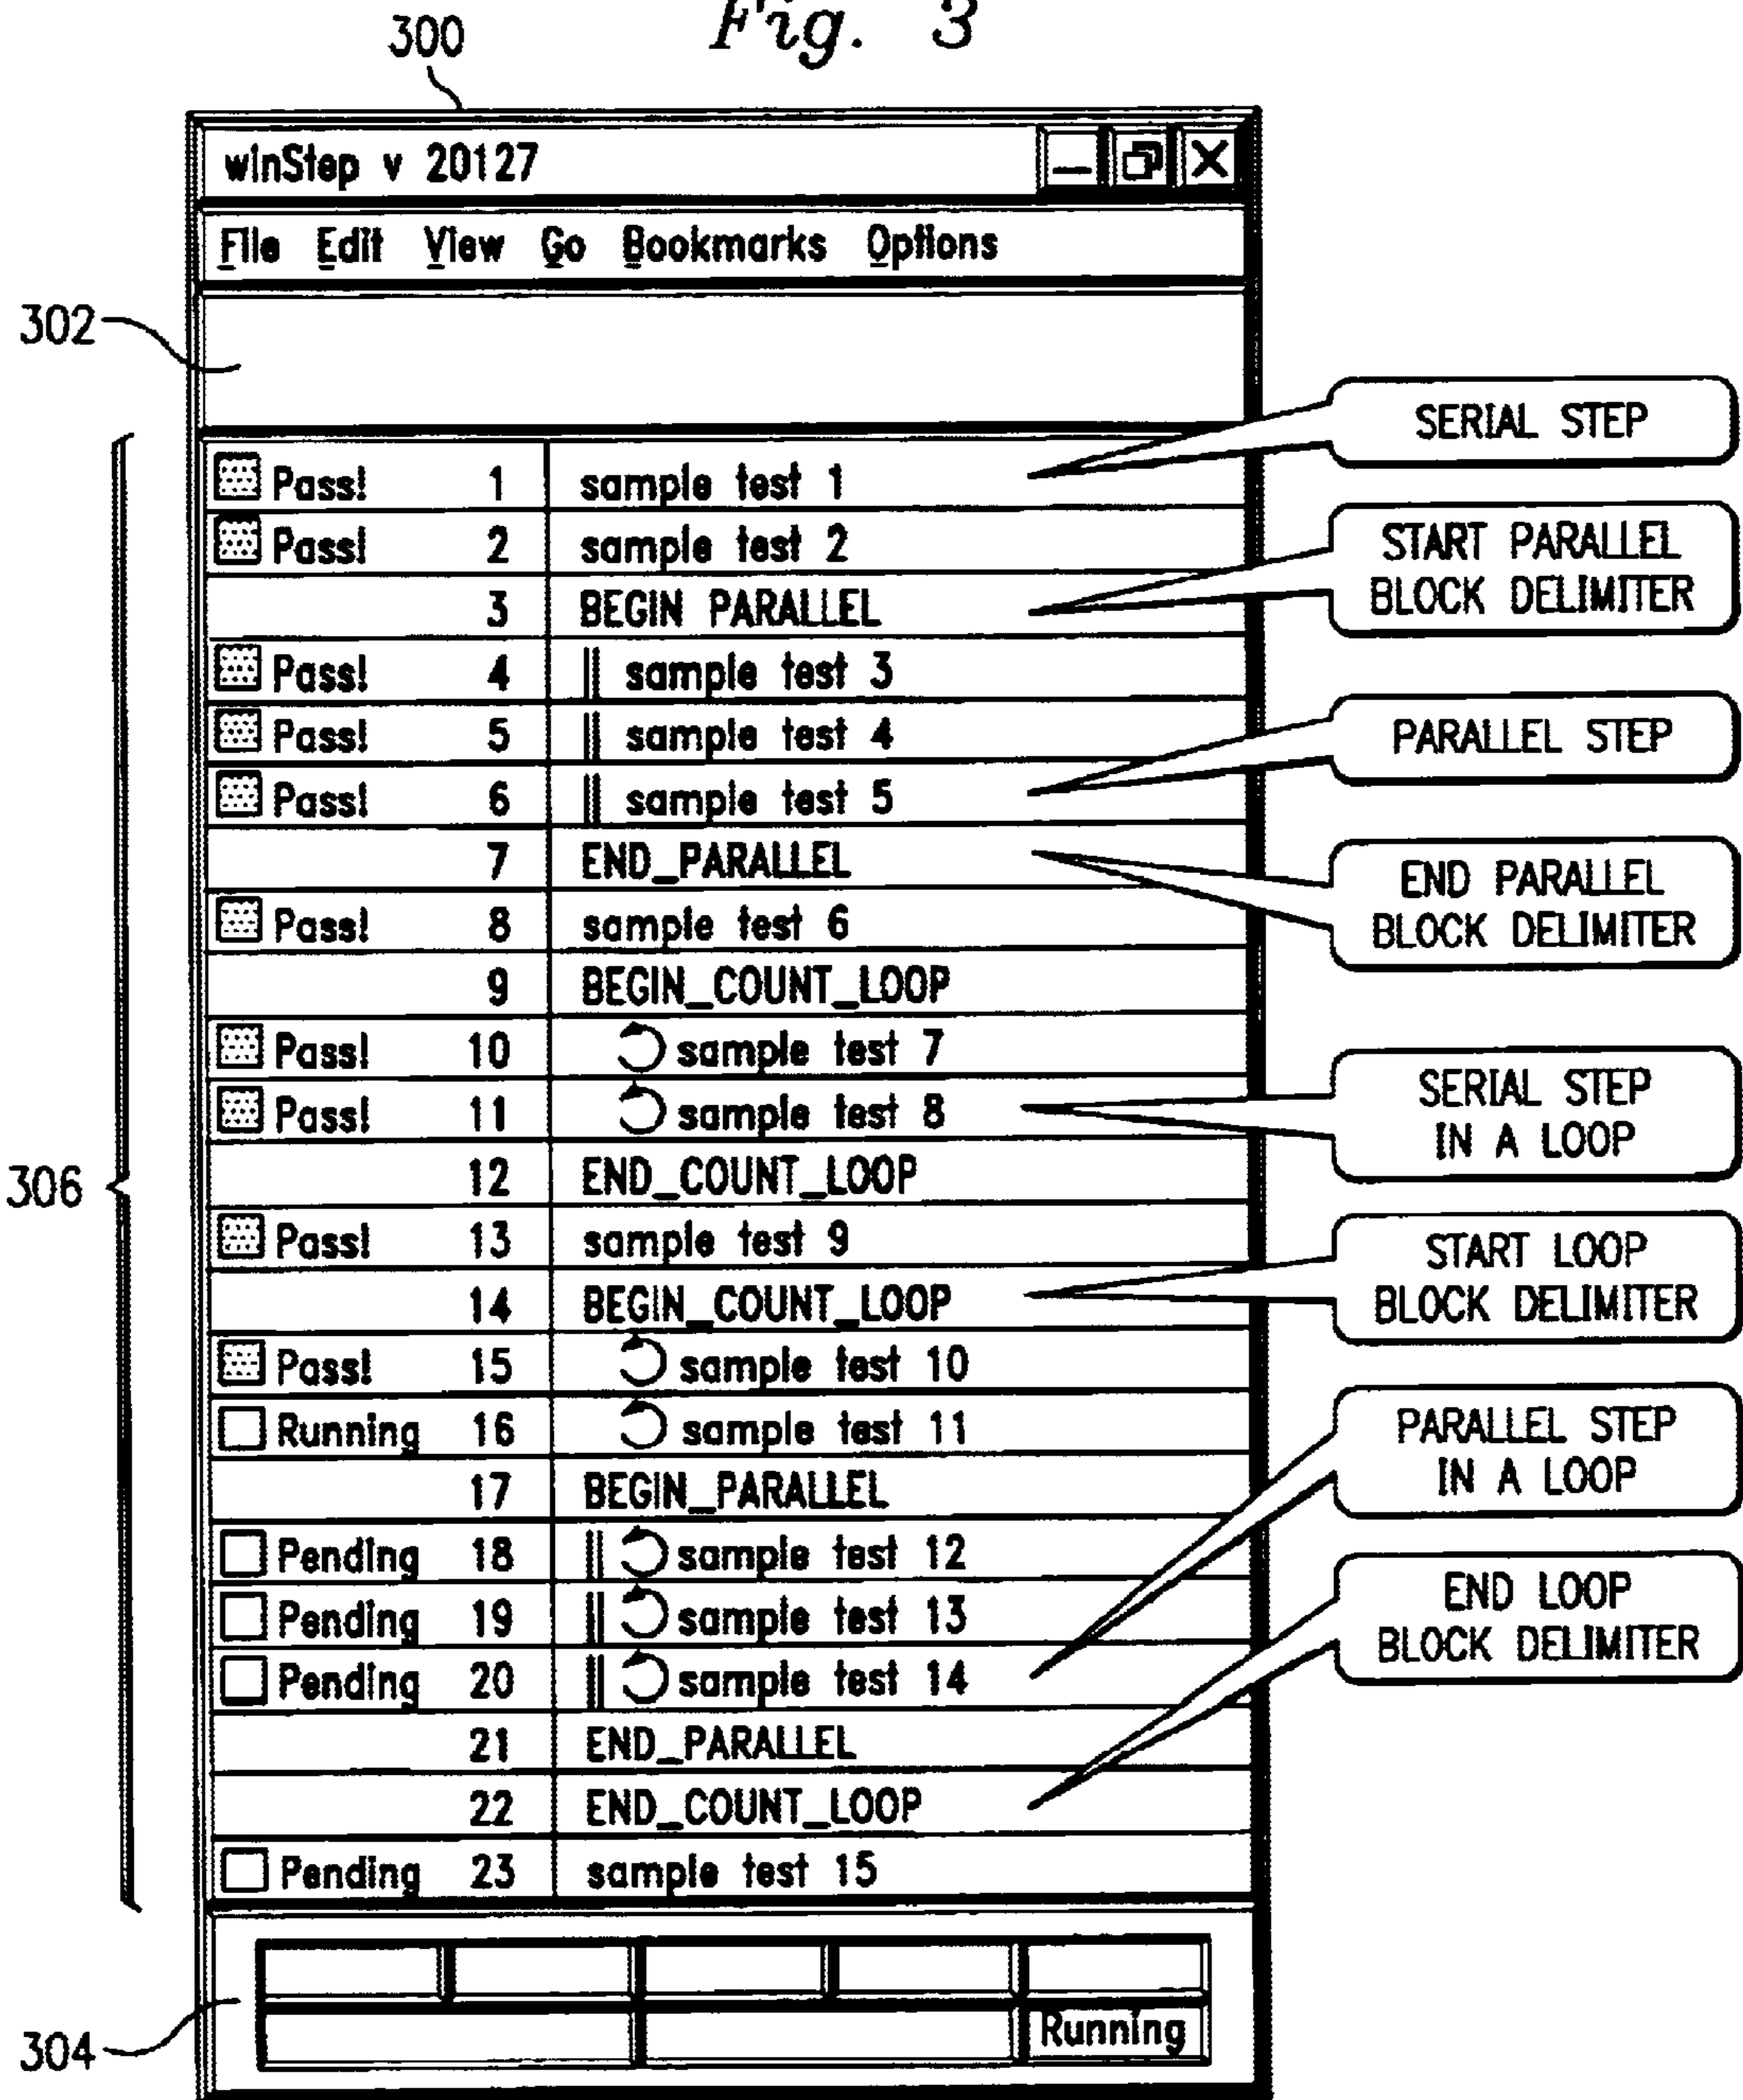 Fig. 3
300
winStep v 20127
File Edit View Go Bookmarks Options
302
Pass! 1 sample test 1
Pass! 2 sample test 2
3 BEGIN PARALLEL
Pass! 4 || sample test 3
Pass! 5 || sample test 4
Pass! 6 || sample test 5
7 END_PARALLEL
Pass! 8 sample test 6
9 BEGIN_COUNT_LOOP
Pass! 10 sample test 7
Pass! 11 sample test 8
12 END_COUNT_LOOP
Pass! 13 sample test 9
14 BEGIN_COUNT_LOOP
Pass! 15 sample test 10
Running 16 sample test 11
17 BEGIN_PARALLEL
Pending 18 || sample test 12
Pending 19 || sample test 13
Pending 20 || sample test 14
21 END_PARALLEL
22 END_COUNT_LOOP
Pending 23 sample test 15
306
304
Running
SERIAL STEP
START PARALLEL
BLOCK DELIMITER
PARALLEL STEP
END PARALLEL
BLOCK DELIMITER
SERIAL STEP
IN A LOOP
START LOOP
BLOCK DELIMITER
PARALLEL STEP
IN A LOOP
END LOOP
BLOCK DELIMITER